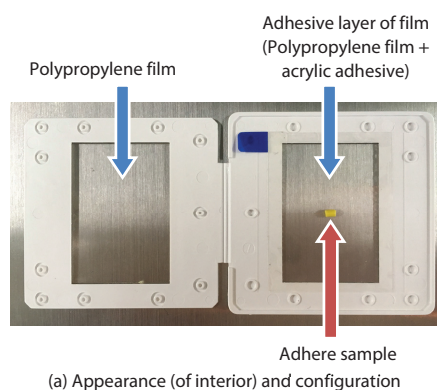 Adhesive layer of film
(Polypropylene film +
acrylic adhesive)
Polypropylene film
Adhere sample
(a) Appearance (of interior) and configuration